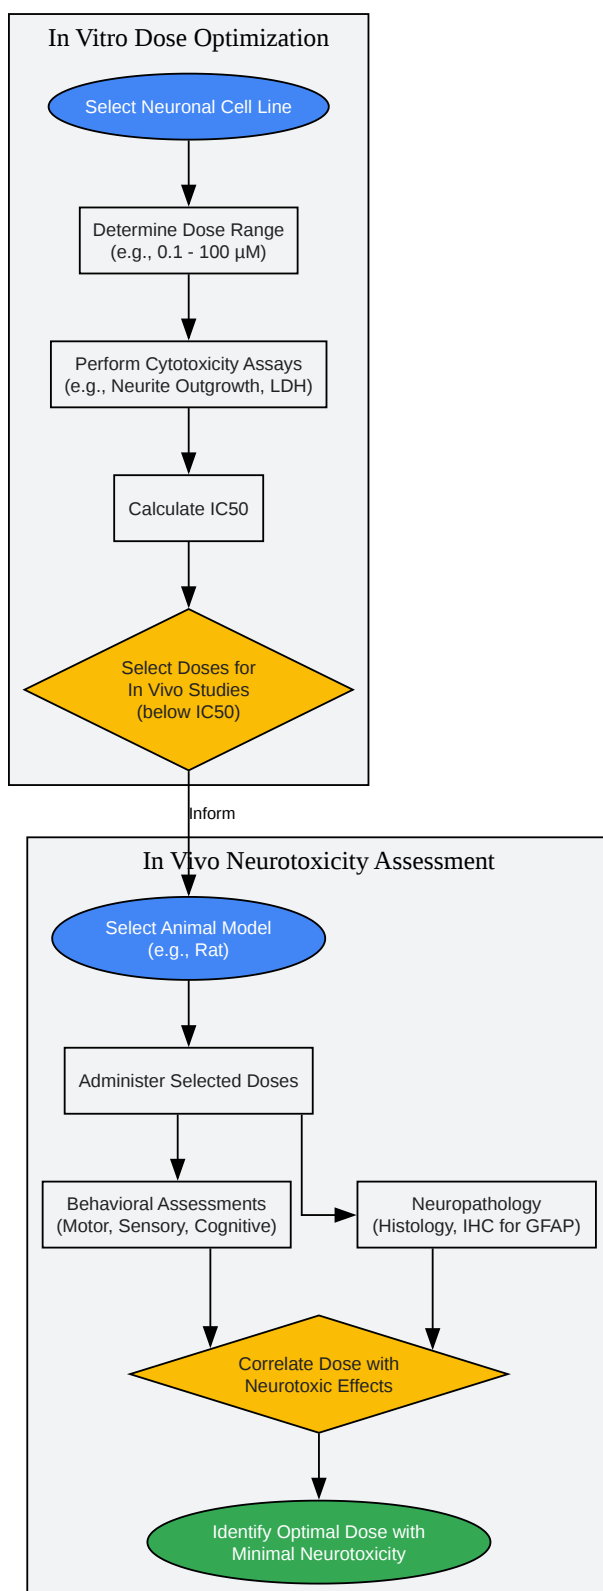 In Vitro Dose Optimization
Select Neuronal Cell Line
Determine Dose Range
(e.g., 0.1 - 100 µM)
Perform Cytotoxicity Assays
(e.g., Neurite Outgrowth, LDH)
Calculate IC50
Select Doses for
In Vivo Studies
(below IC50)
Inform
In Vivo Neurotoxicity Assessment
Select Animal Model
(e.g., Rat)
Administer Selected Doses
Behavioral Assessments
(Motor, Sensory, Cognitive)
Neuropathology
(Histology, IHC for GFAP)
Correlate Dose with
Neurotoxic Effects
Identify Optimal Dose with
Minimal Neurotoxicity